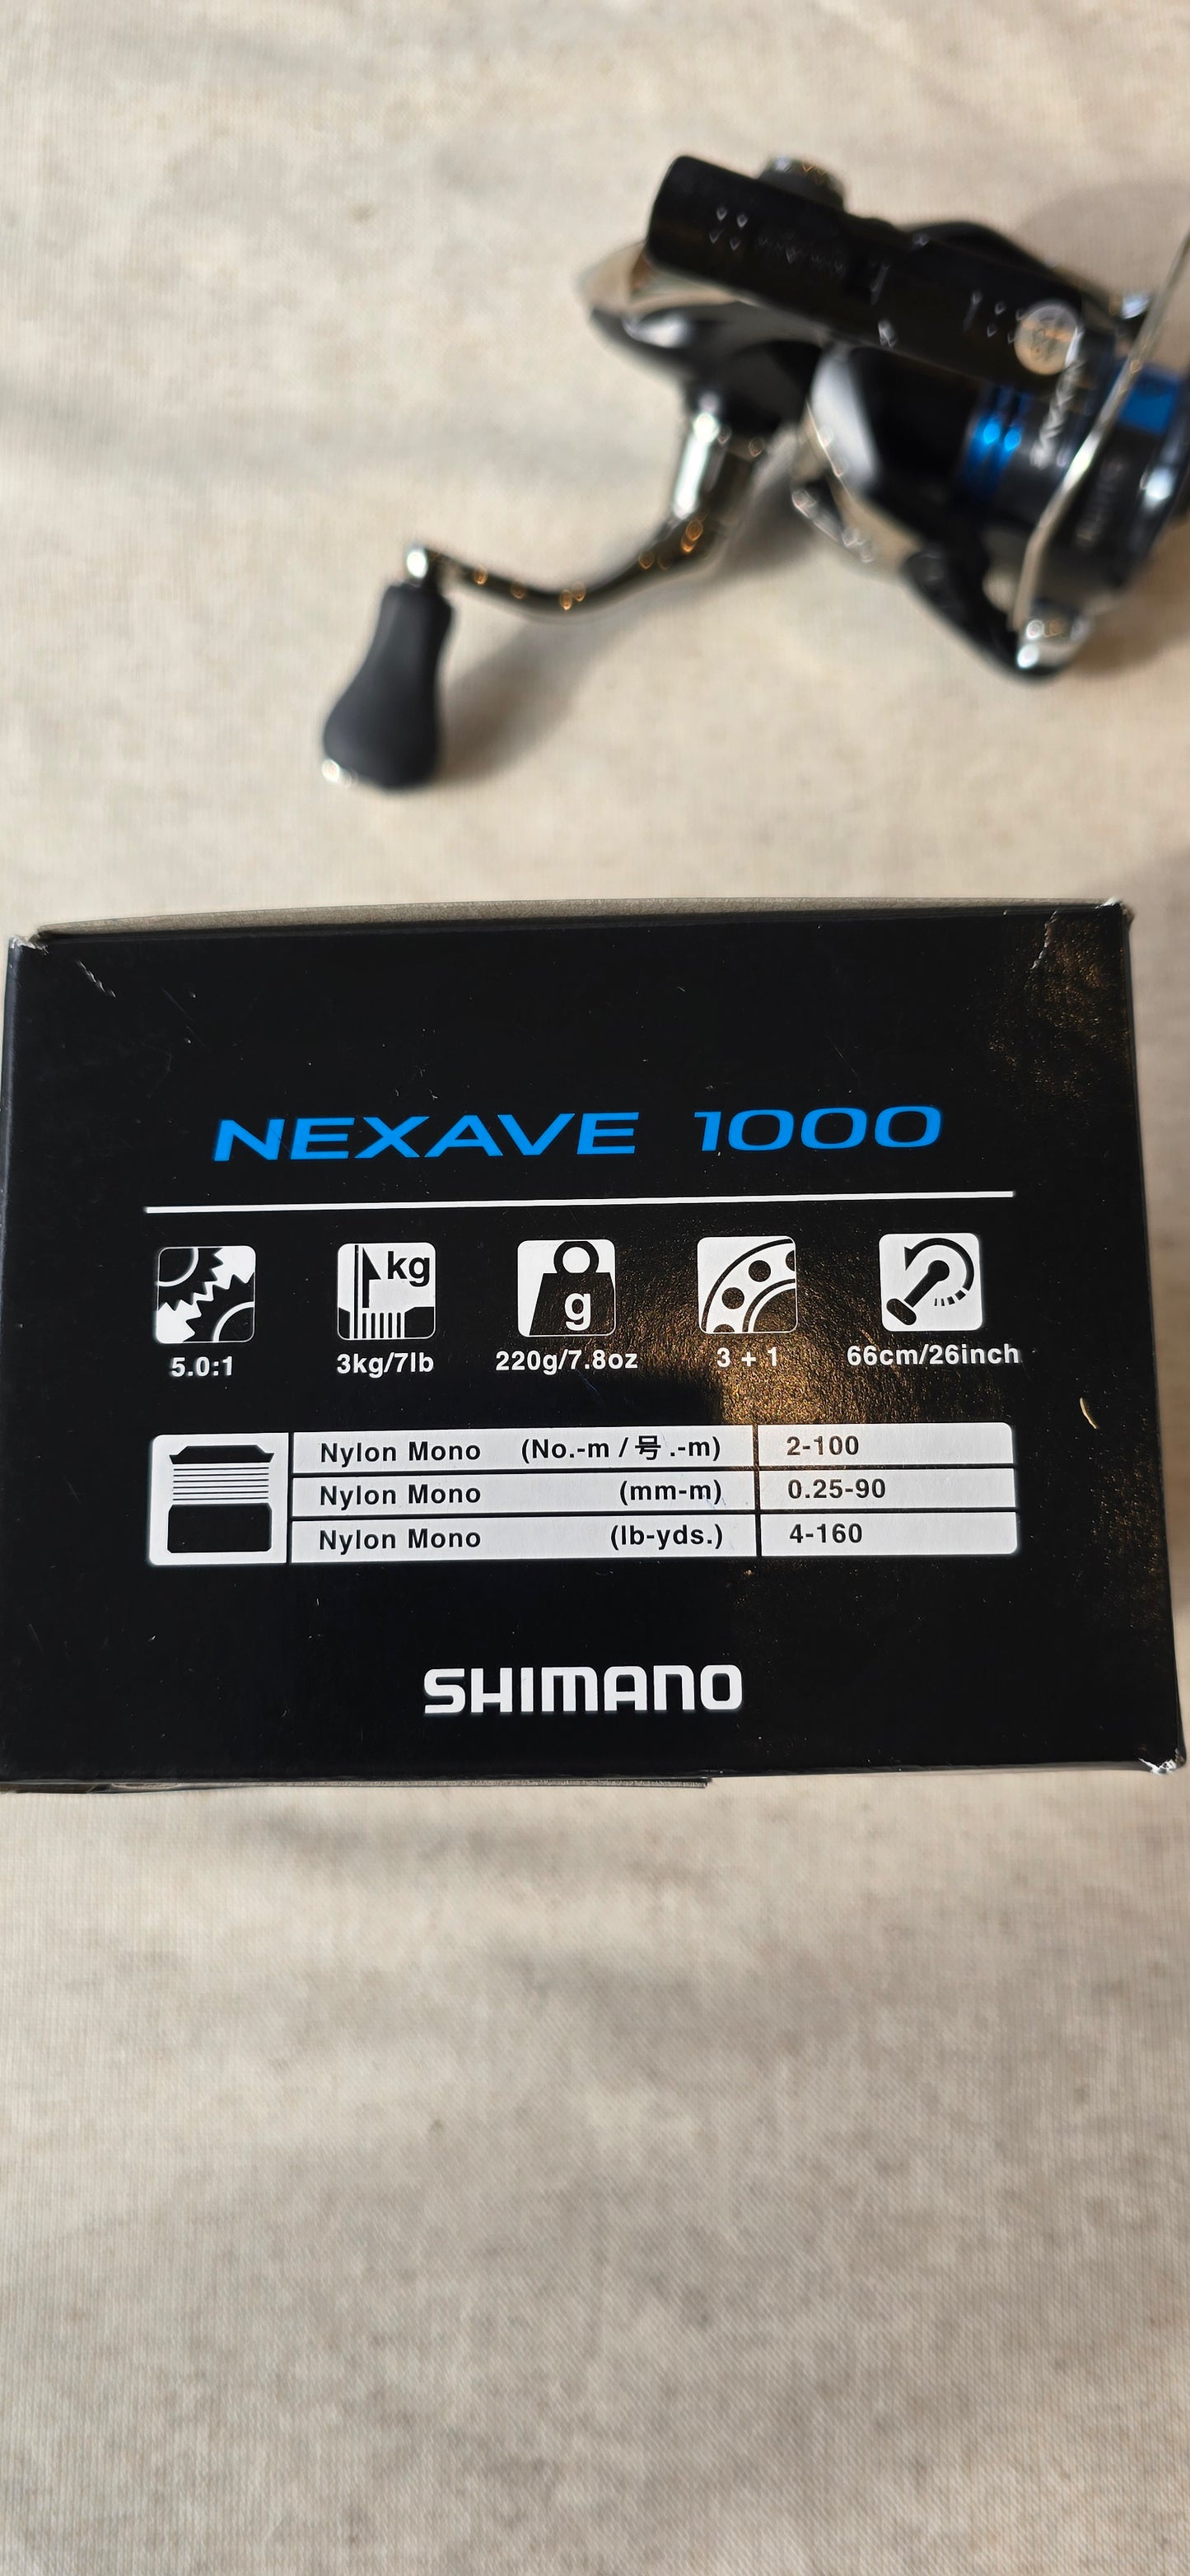 NEXAVE 1000
kg
g
5.0:1 3kg/7lb 220g/7.8oz 3 + 1 66cm/26inch
Nylon Mono (No.-m / 号.-m) 2-100
Nylon Mono (mm-m) 0.25-90
Nylon Mono (lb-yds.) 4-160
SHIMANO